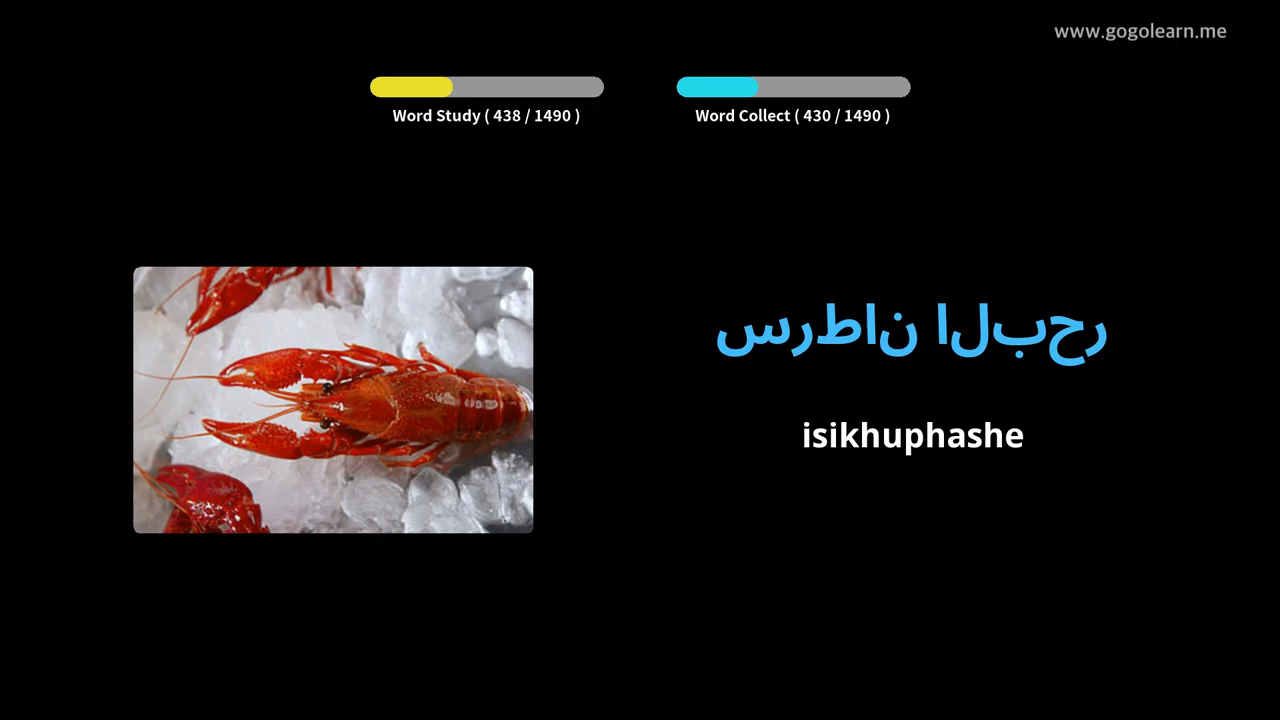 www.gogolearn.me
Word Study ( 438 / 1490 )
Word Collect ( 430 / 1490 )
سرطان البحر
isikhuphashe